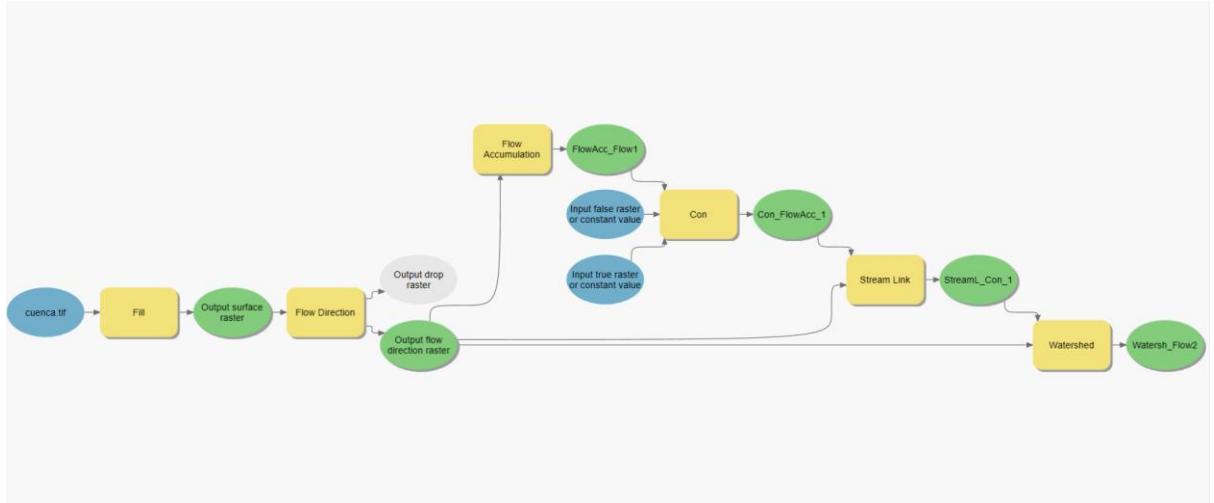 cuenca.tif
Fill
Output surface
raster
Flow Direction
Output drop
raster
Output flow
direction raster
Flow
Accumulation
FlowAcc_Flow1
Input false raster
or constant value
Input true raster
or constant value
Con
Con_FlowAcc_1
Stream Link
StreamL_Con_1
Watershed
Watersh_Flow2